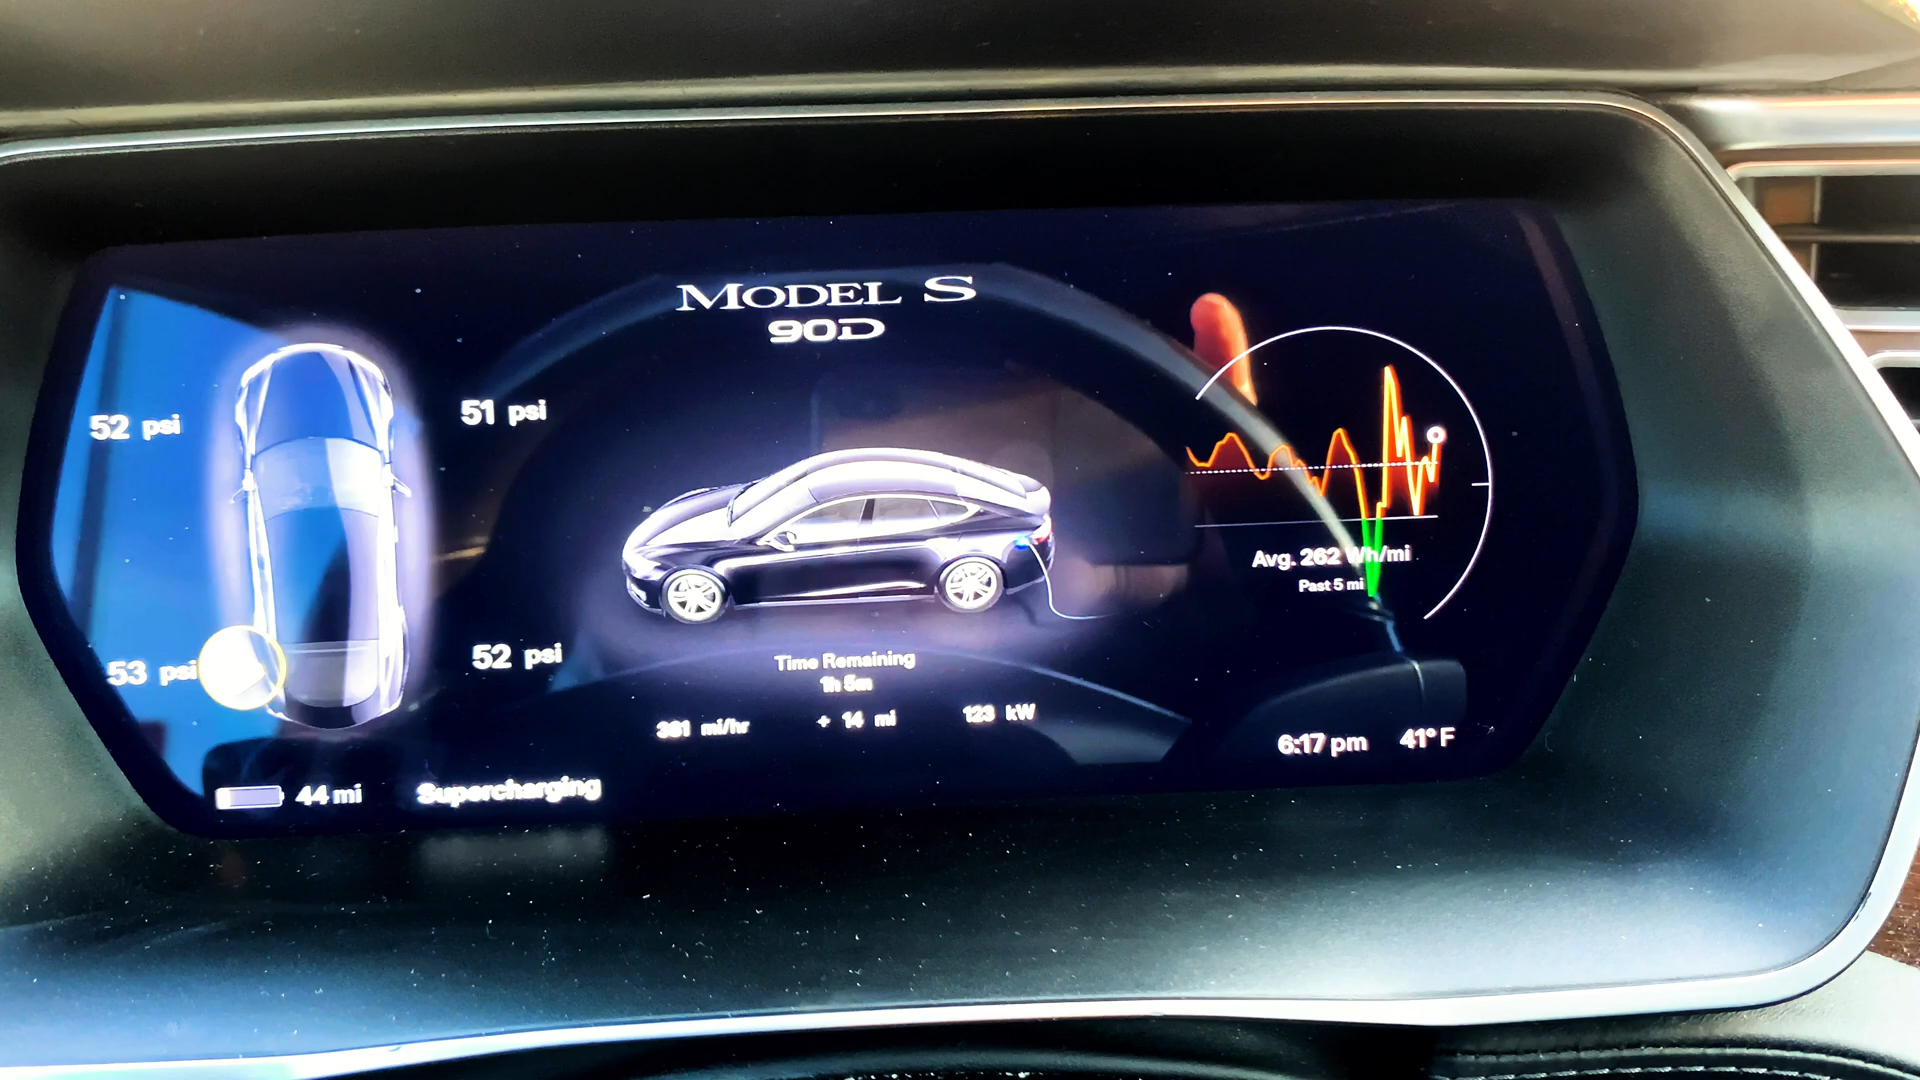 MODEL S
90D
52 psi
51 psi
53 psi
52 psi
Time Remaining
1h 5m
381 mi/hr + 14 mi 123 kW
Avg. 262 Wh/mi
Past 5 mi
6:17 pm 41°F
44 mi Supercharging